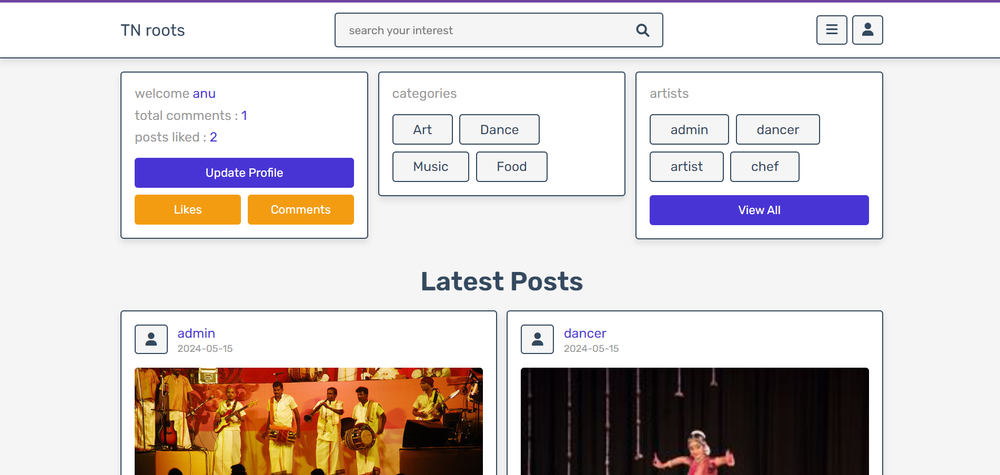 TN roots
search your interest
welcome anu
total comments : 1
posts liked : 2
Update Profile
Likes
Comments
categories
Art
Dance
Music
Food
artists
admin
dancer
artist
chef
View All
Latest Posts
admin
2024-05-15
dancer
2024-05-15